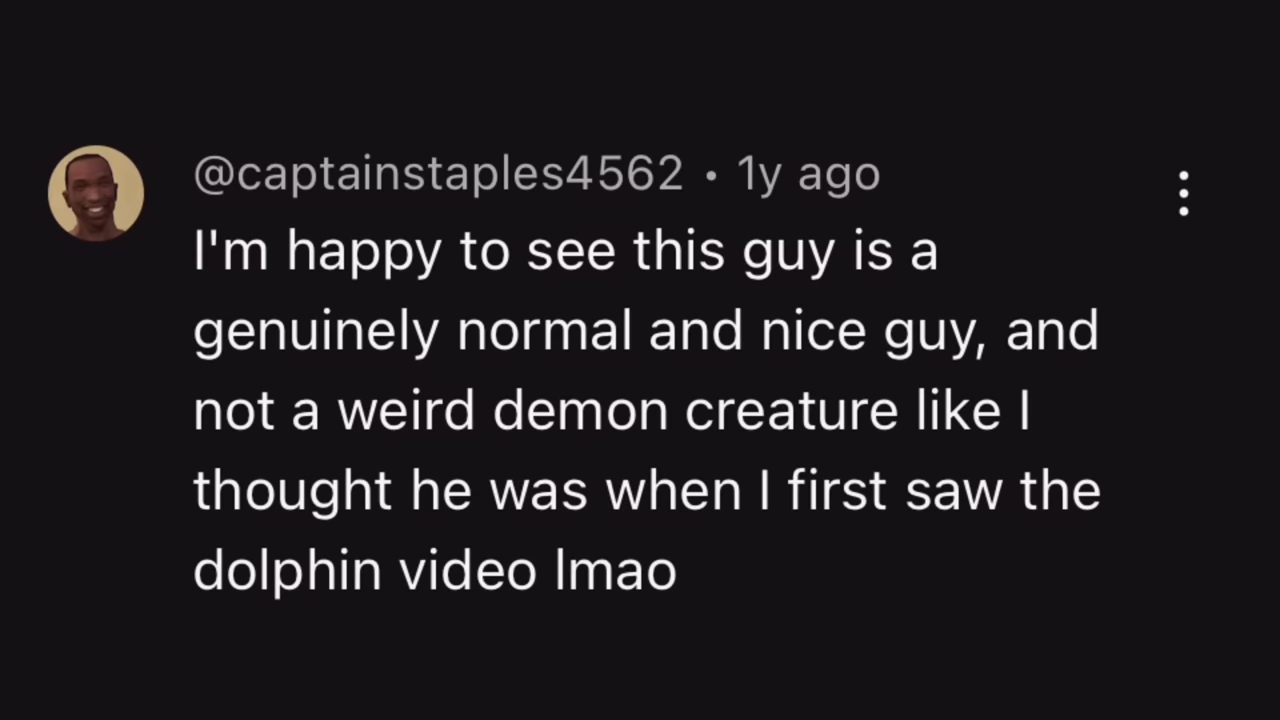 @captainstaples4562 • 1y ago
I'm happy to see this guy is a
genuinely normal and nice guy, and
not a weird demon creature like I
thought he was when I first saw the
dolphin video lmao